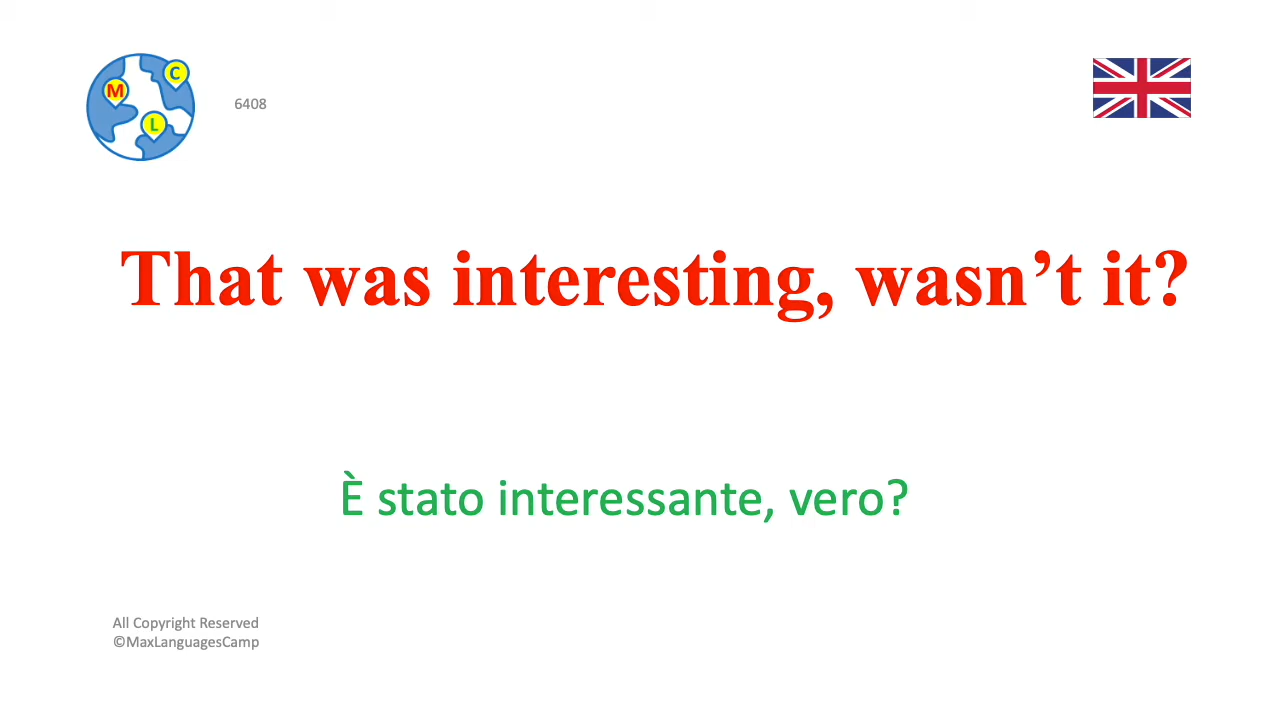 M
C
L
6408
That was interesting, wasn’t it?
È stato interessante, vero?
All Copyright Reserved
©MaxLanguagesCamp